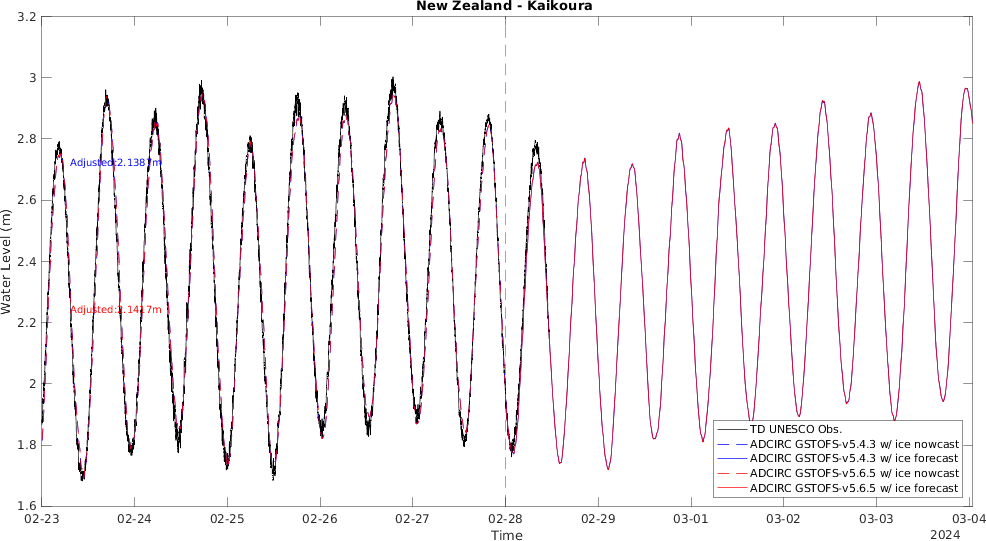 New Zealand - Kaikoura
Water Level (m)
3.2
3
2.8
2.6
2.4
2.2
2
1.8
1.6
Adjusted:2.1387m
Adjusted:2.1417m
TD UNESCO Obs.
ADCIRC GSTOFS-v5.4.3 w/ ice nowcast
ADCIRC GSTOFS-v5.4.3 w/ ice forecast
ADCIRC GSTOFS-v5.6.5 w/ ice nowcast
ADCIRC GSTOFS-v5.6.5 w/ ice forecast
02-23 02-24 02-25 02-26 02-27 02-28 02-29 03-01 03-02 03-03 03-04
Time
2024